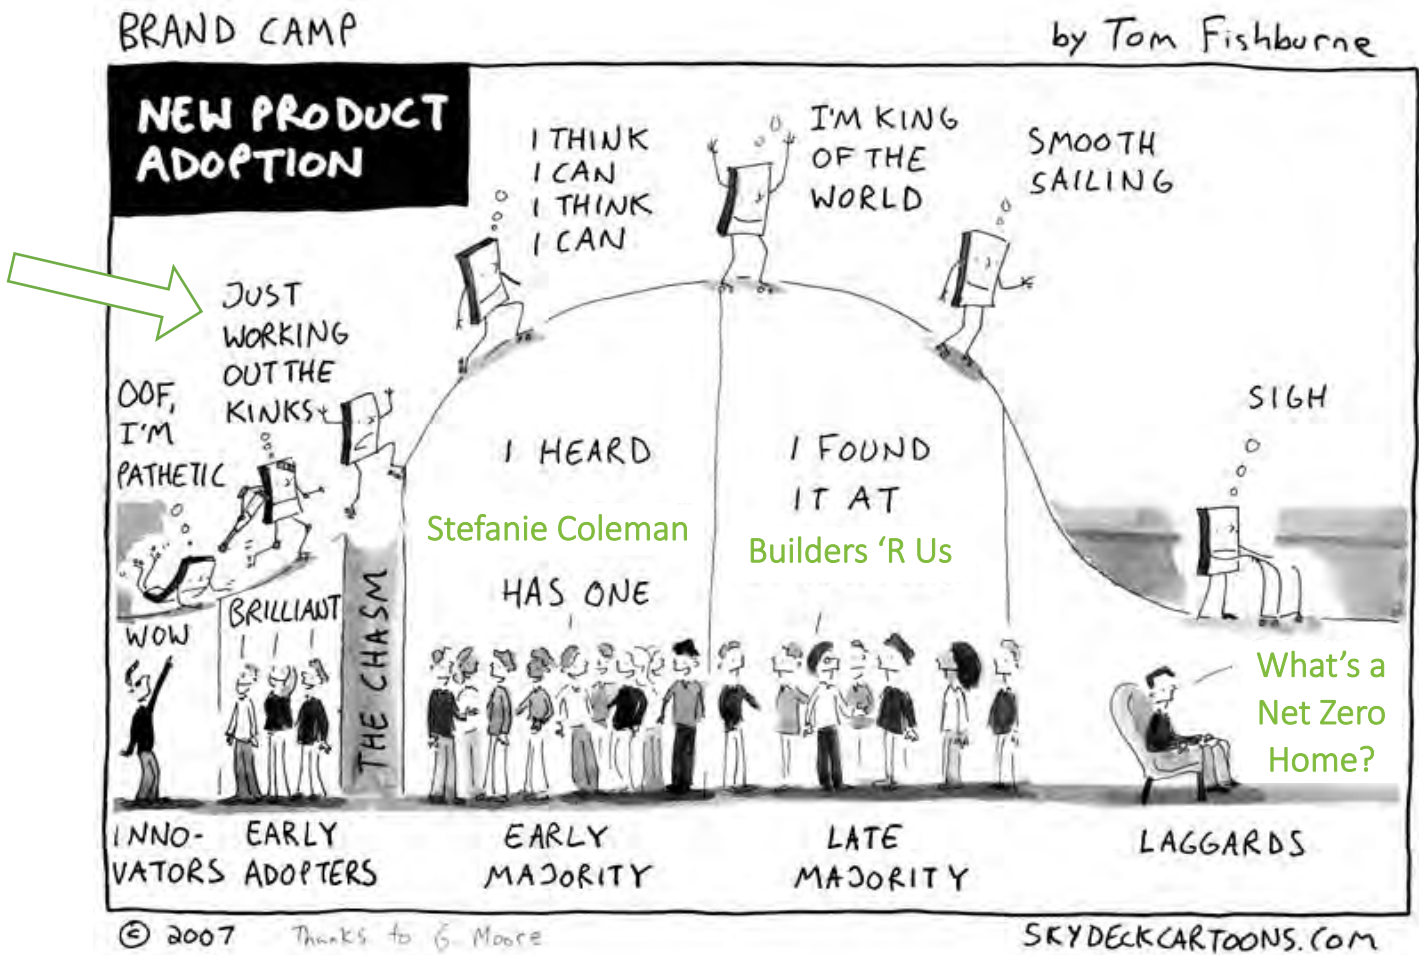 BRAND CAMP
by Tom Fishburne
NEW PRODUCT
ADOPTION
OOF,
I'M
PATHETIC
JUST
WORKING
OUT THE
KINKS
I THINK
I CAN
I THINK
I CAN
I'M KING
OF THE
WORLD
SMOOTH
SAILING
SIGH
WOW
BRILLIANT
THE CHASM
I HEARD
Stefanie Coleman
HAS ONE
I FOUND
IT AT
Builders ‘R Us
What’s a
Net Zero
Home?
INNO-
VATORS
EARLY
ADOPTERS
EARLY
MAJORITY
LATE
MAJORITY
LAGGARDS
© 2007
Thanks to G Moore
SKYDECKCARTOONS.COM